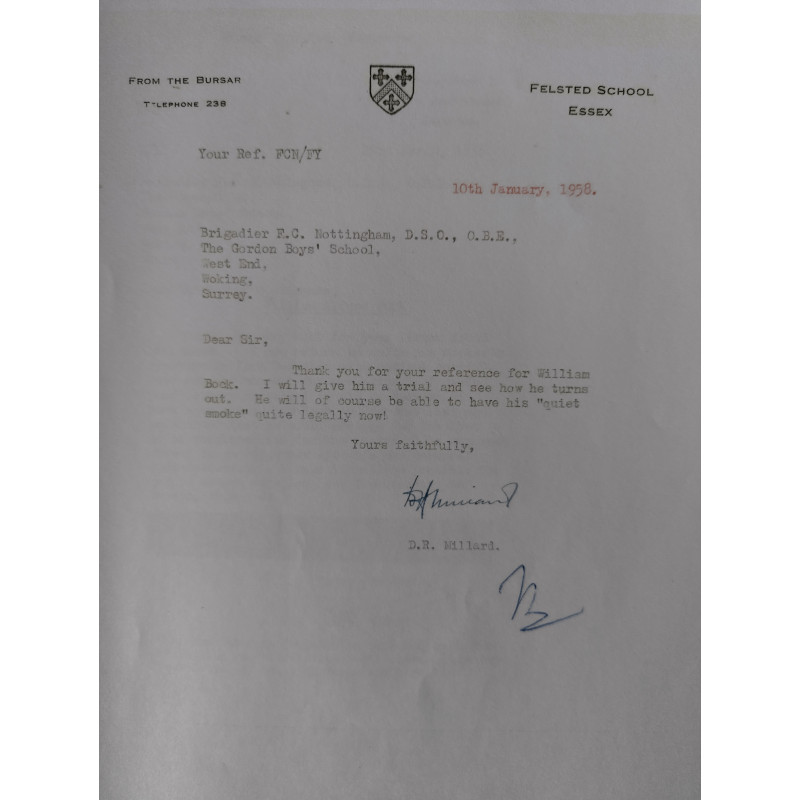 FROM THE BURSAR
TELEPHONE 238
FELSTED SCHOOL
ESSEX
Your Ref. FCN/FY
10th January, 1958.
Brigadier E.C. Nottingham, D.S.O., O.B.E.,
The Gordon Boys' School,
West End,
Woking,
Surrey.
Dear Sir,
Thank you for your reference for William
Bock. I will give him a trial and see how he turns
out. He will of course be able to have his "quiet
smoke" quite legally now!
Yours faithfully,
D.R. Millard.